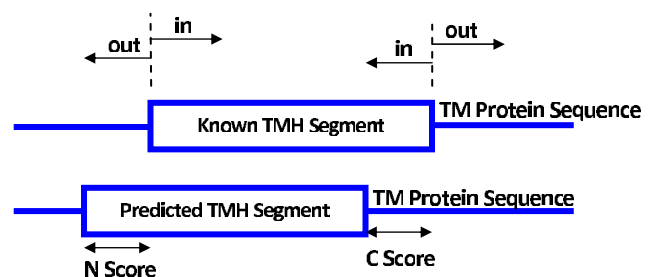 in
out
out
in
Known TMH Segment
TM Protein Sequence
Predicted TMH Segment
TM Protein Sequence
N Score
C Score